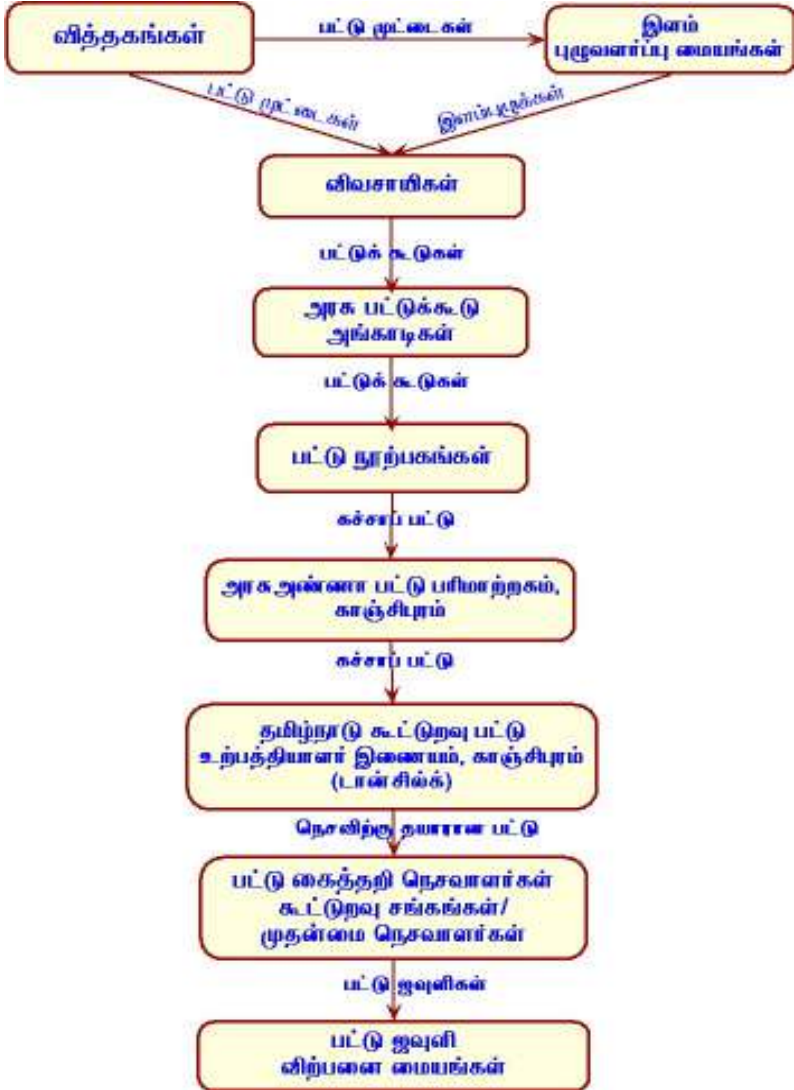 வித்தகங்கள்
பட்டு முட்டைகள்
இளம்
புழுவளர்ப்பு மையங்கள்
பட்டு முட்டைகள்
இளம்புழுக்கள்
விவசாயிகள்
பட்டுக் கூடுகள்
அரசு பட்டுக்கூடு
அங்காடிகள்
பட்டுக் கூடுகள்
பட்டு நூற்பகங்கள்
கச்சாப் பட்டு
அரசு அண்ணா பட்டு பரிமாற்றகம்,
காஞ்சிபுரம்
கச்சாப் பட்டு
தமிழ்நாடு கூட்டுறவு பட்டு
உற்பத்தியாளர் இணையம், காஞ்சிபுரம்
(டான்சில்க்)
நெசவிற்கு தயாரான பட்டு
பட்டு கைத்தறி நெசவாளர்கள்
கூட்டுறவு சங்கங்கள்/
முதன்மை நெசவாளர்கள்
பட்டு ஜவுளிகள்
பட்டு ஜவுளி
விற்பனை மையங்கள்